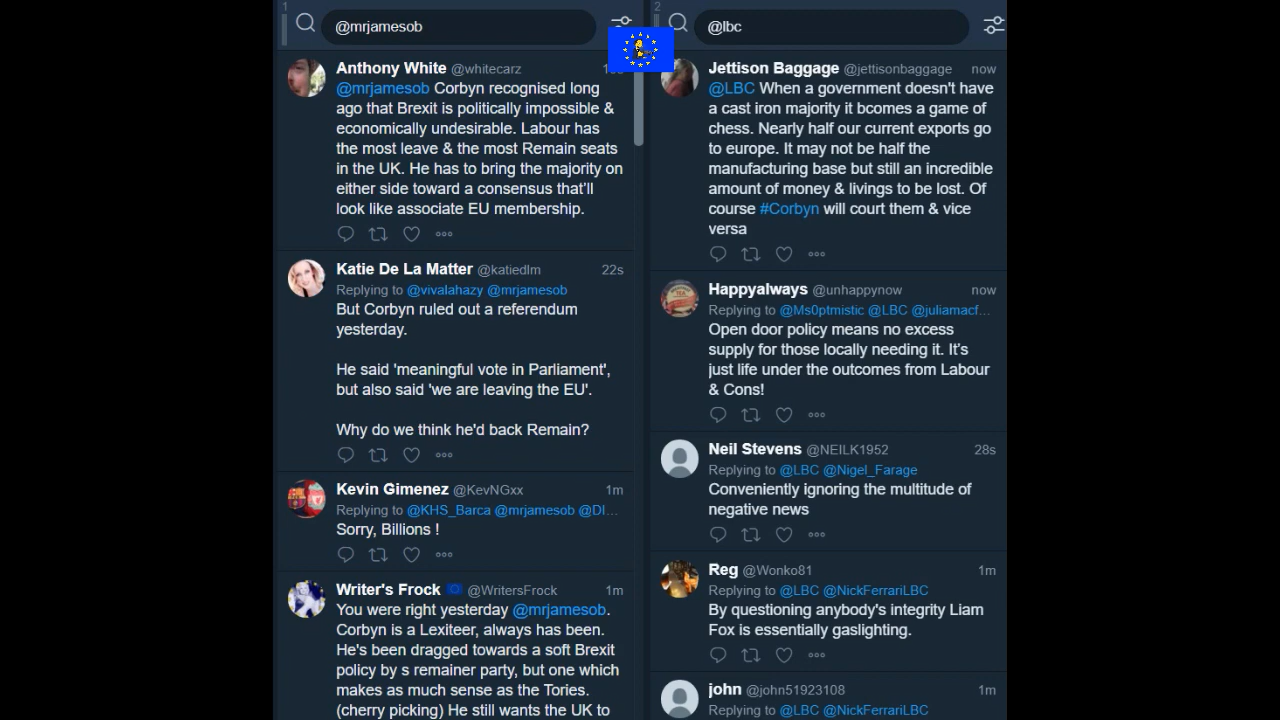 1
@mrjamesob
Anthony White @whitecarz
@mrjamesob Corbyn recognised long
ago that Brexit is politically impossible &
economically undesirable. Labour has
the most leave & the most Remain seats
in the UK. He has to bring the majority on
either side toward a consensus that'll
look like associate EU membership.
Katie De La Matter @katiedlm 22s
Replying to @vivalahazy @mrjamesob
But Corbyn ruled out a referendum
yesterday.
He said 'meaningful vote in Parliament',
but also said 'we are leaving the EU'.
Why do we think he'd back Remain?
Kevin Gimenez @KevNGxx 1m
Replying to @KHS_Barca @mrjamesob @DI...
Sorry, Billions !
Writer's Frock @WritersFrock 1m
You were right yesterday @mrjamesob.
Corbyn is a Lexiteer, always has been.
He's been dragged towards a soft Brexit
policy by s remainer party, but one which
makes as much sense as the Tories.
(cherry picking) He still wants the UK to
2
@lbc
Jettison Baggage @jettisonbaggage now
@LBC When a government doesn't have
a cast iron majority it bcomes a game of
chess. Nearly half our current exports go
to europe. It may not be half the
manufacturing base but still an incredible
amount of money & livings to be lost. Of
course #Corbyn will court them & vice
versa
Happyalways @unhappynow now
Replying to @Ms0ptmistic @LBC @juliamacf...
Open door policy means no excess
supply for those locally needing it. It's
just life under the outcomes from Labour
& Cons!
Neil Stevens @NEILK1952 28s
Replying to @LBC @Nigel_Farage
Conveniently ignoring the multitude of
negative news
Reg @Wonko81 1m
Replying to @LBC @NickFerrariLBC
By questioning anybody's integrity Liam
Fox is essentially gaslighting.
john @john51923108 1m
Replying to @LBC @NickFerrariLBC